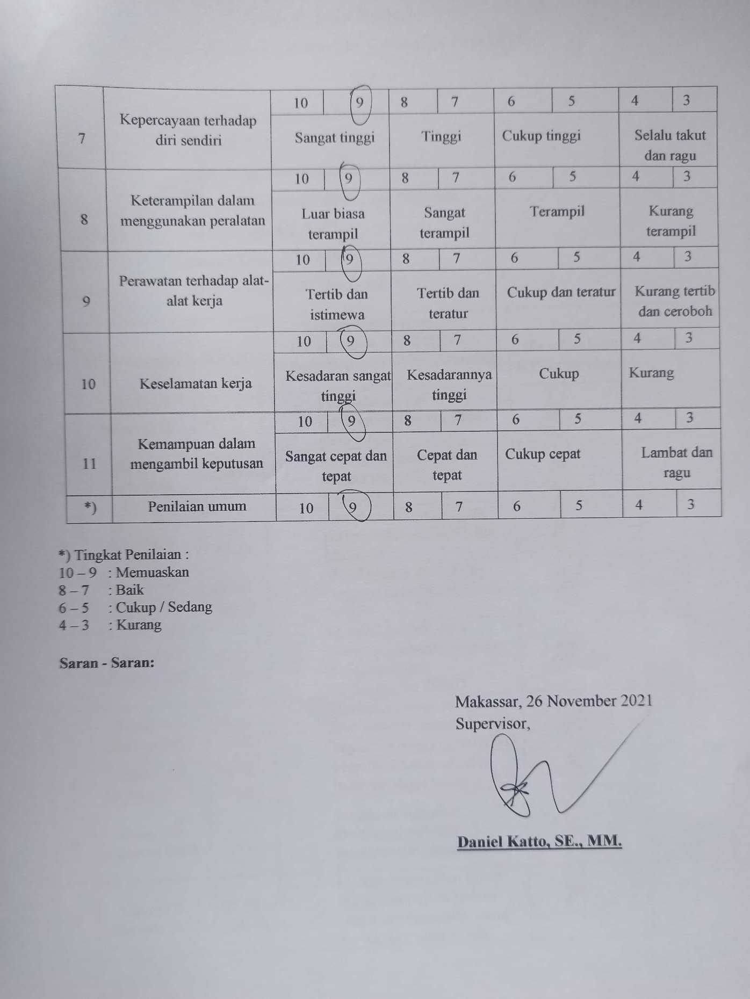 10 9 8 7 6 5 4 3
7 Kepercayaan terhadap diri sendiri
Sangat tinggi Tinggi Cukup tinggi Selalu takut dan ragu
10 9 8 7 6 5 4 3
8 Keterampilan dalam menggunakan peralatan
Luar biasa terampil Sangat terampil Terampil Kurang terampil
10 9 8 7 6 5 4 3
9 Perawatan terhadap alat-alat kerja
Tertib dan istimewa Tertib dan teratur Cukup dan teratur Kurang tertib dan ceroboh
10 9 8 7 6 5 4 3
10 Keselamatan kerja
Kesadaran sangat tinggi Kesadarannya tinggi Cukup Kurang
10 9 8 7 6 5 4 3
11 Kemampuan dalam mengambil keputusan
Sangat cepat dan tepat Cepat dan tepat Cukup cepat Lambat dan ragu
*) Penilaian umum 10 9 8 7 6 5 4 3
*) Tingkat Penilaian :
10 – 9 : Memuaskan
8 – 7 : Baik
6 – 5 : Cukup / Sedang
4 – 3 : Kurang
Saran - Saran:
Makassar, 26 November 2021
Supervisor,
Daniel Katto, SE., MM.